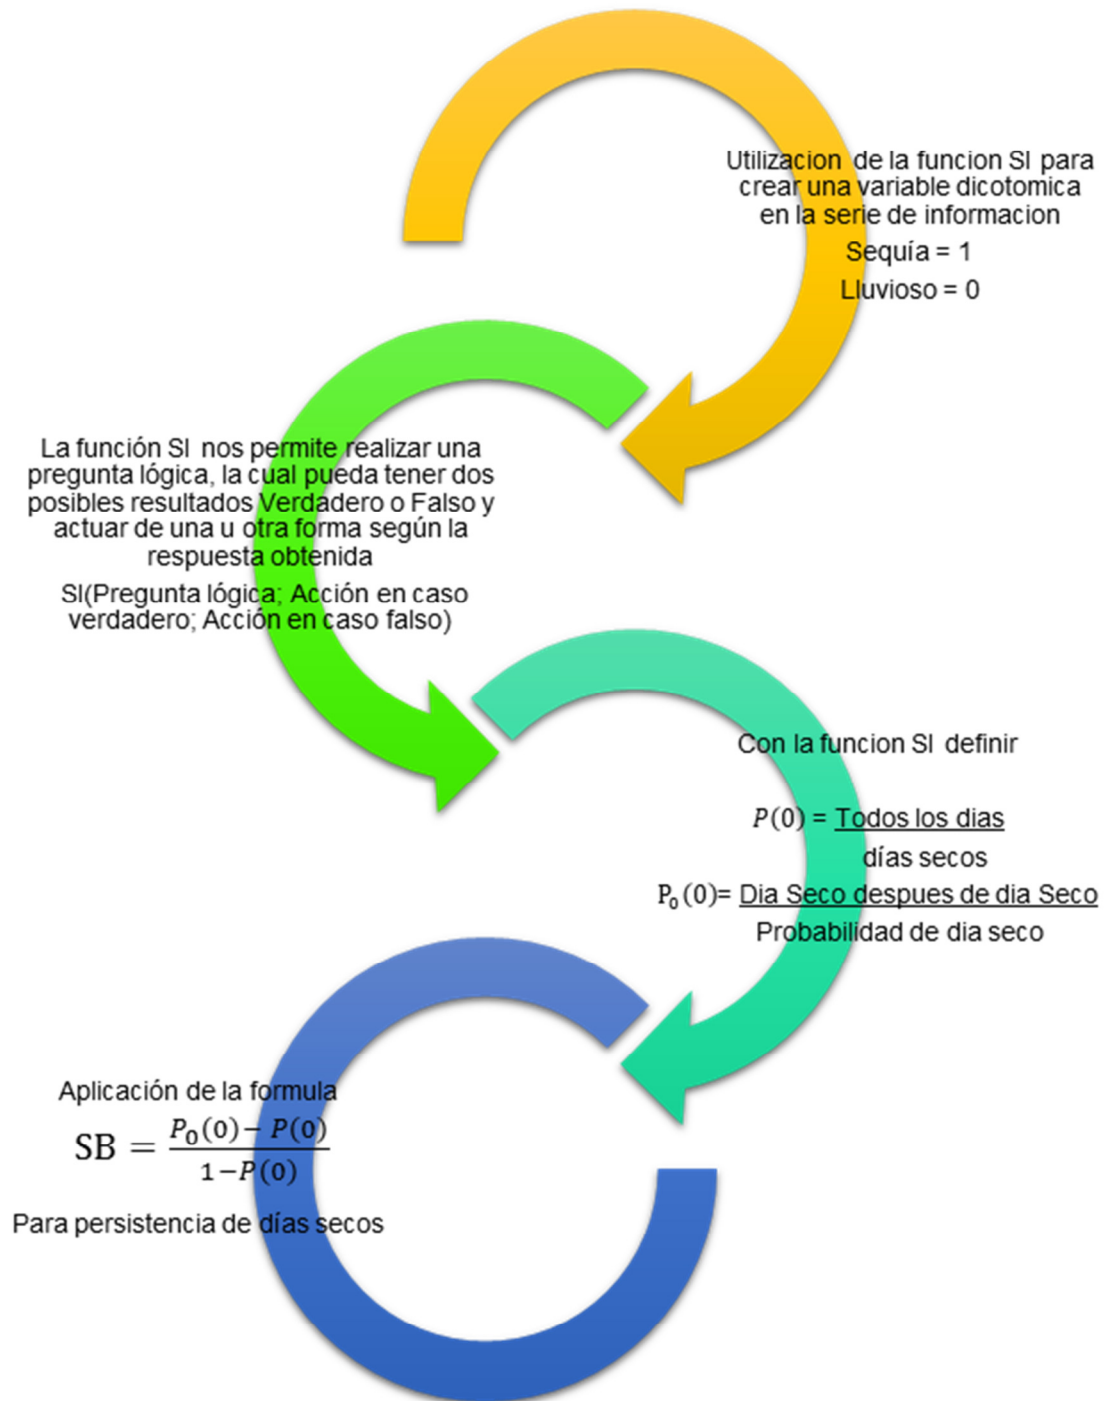 Utilizacion de la funcion SI para
crear una variable dicotomica
en la serie de informacion
Sequía = 1
Lluvioso = 0
La función SI nos permite realizar una
pregunta lógica, la cual pueda tener dos
posibles resultados Verdadero o Falso y
actuar de una u otra forma según la
respuesta obtenida
SI(Pregunta lógica; Acción en caso
verdadero; Acción en caso falso)
Con la funcion SI definir
P(0) = Todos los dias
días secos
P₀(0)= Dia Seco despues de dia Seco
Probabilidad de dia seco
Aplicación de la formula
SB = P₀(0)− P(0)
1−P(0)
Para persistencia de días secos